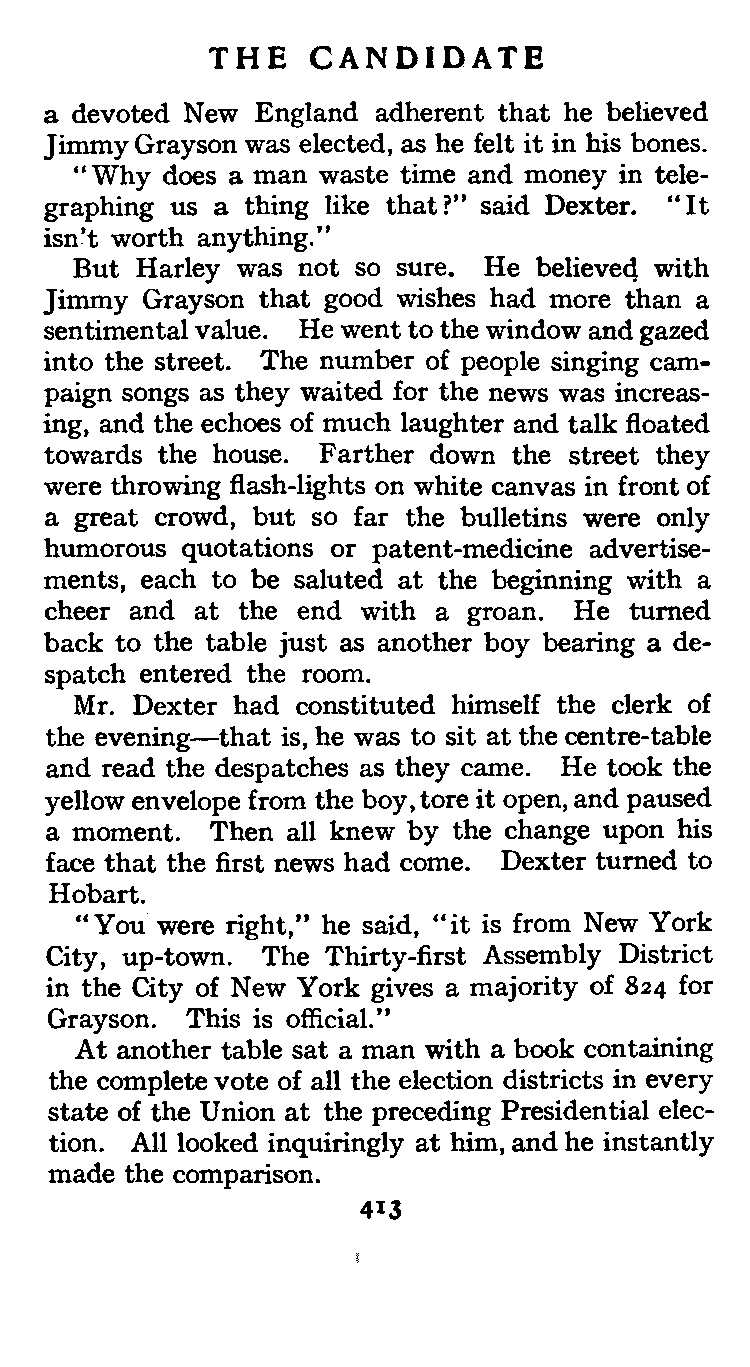 THE CANDIDATE
a devoted New England adherent that he believed
Jimmy Grayson was elected, as he felt it in his bones.
"Why does a man waste time and money in tele-
graphing us a thing like that?" said Dexter. "It
isn't worth anything."
But Harley was not so sure. He believed with
Jimmy Grayson that good wishes had more than a
sentimental value. He went to the window and gazed
into the street. The number of people singing cam-
paign songs as they waited for the news was increas-
ing, and the echoes of much laughter and talk floated
towards the house. Farther down the street they
were throwing flash-lights on white canvas in front of
a great crowd, but so far the bulletins were only
humorous quotations or patent-medicine advertise-
ments, each to be saluted at the beginning with a
cheer and at the end with a groan. He turned
back to the table just as another boy bearing a de-
spatch entered the room.
Mr. Dexter had constituted himself the clerk of
the evening—that is, he was to sit at the centre-table
and read the despatches as they came. He took the
yellow envelope from the boy, tore it open, and paused
a moment. Then all knew by the change upon his
face that the first news had come. Dexter turned to
Hobart.
"You were right," he said, "it is from New York
City, up-town. The Thirty-first Assembly District
in the City of New York gives a majority of 824 for
Grayson. This is official."
At another table sat a man with a book containing
the complete vote of all the election districts in every
state of the Union at the preceding Presidential elec-
tion. All looked inquiringly at him, and he instantly
made the comparison.
413